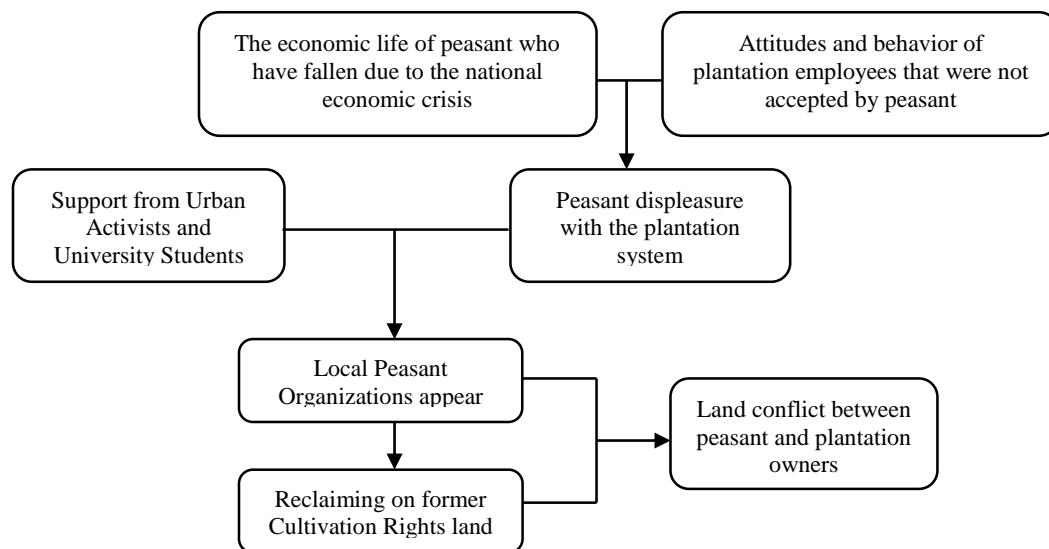 The economic life of peasant who
have fallen due to the national
economic crisis
Attitudes and behavior of
plantation employees that were not
accepted by peasant
Support from Urban
Activists and
University Students
Peasant displeasure
with the plantation
system
Local Peasant
Organizations appear
Land conflict between
peasant and plantation
owners
Reclaiming on former
Cultivation Rights land